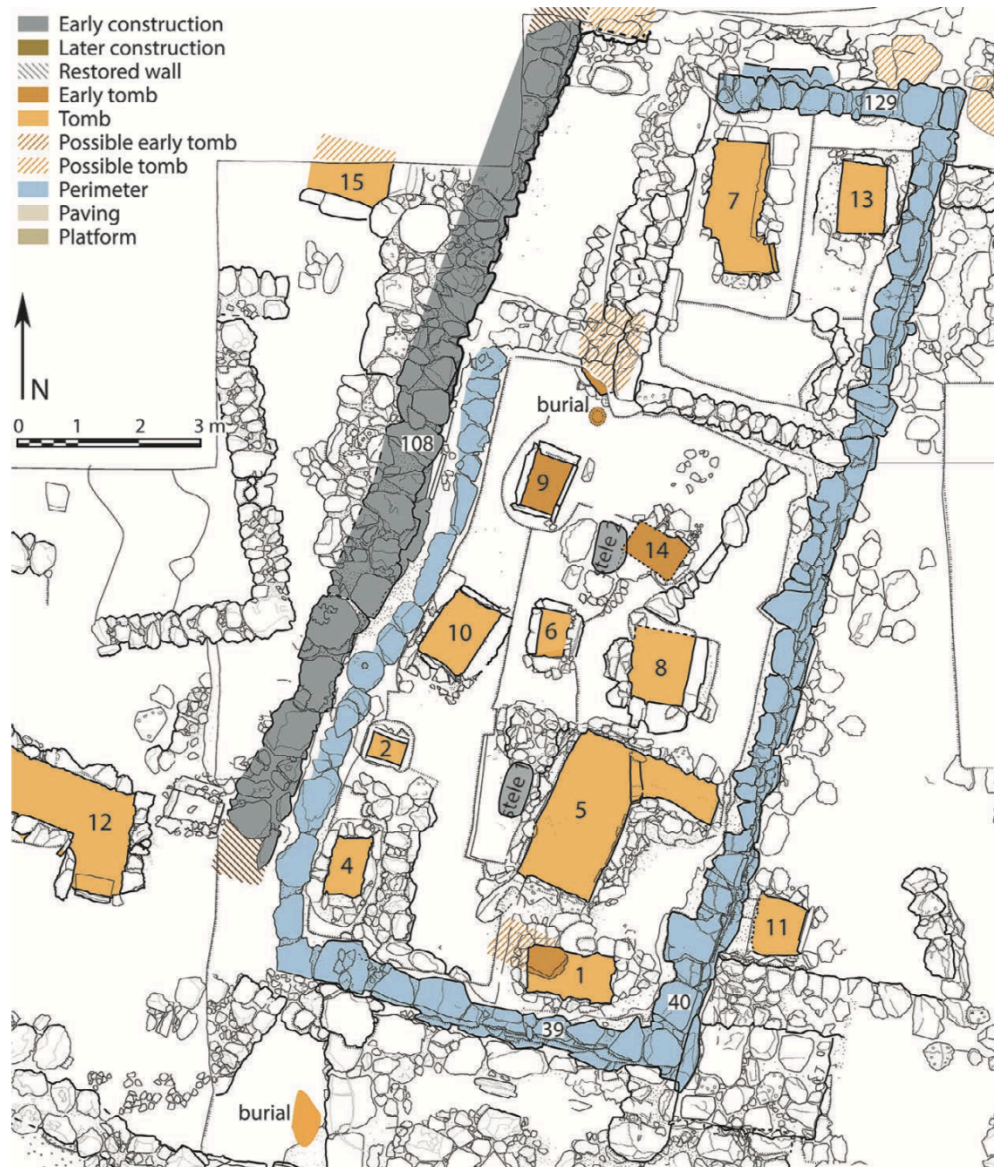 Early construction
Later construction
Restored wall
Early tomb
Tomb
Possible early tomb
Possible tomb
Perimeter
Paving
Platform
N
0 1 2 3 m
129
15
7
13
burial
108
9
tele
14
10
6
8
2
tele
5
12
4
11
1
40
39
burial